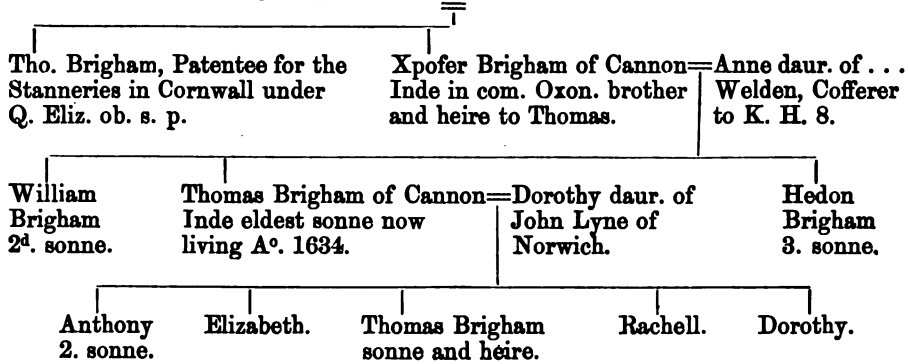 Tho. Brigham, Patentee for the
Stanneries in Cornwall under
Q. Eliz. ob. s. p.
Xpofer Brigham of Cannon=Anne daur. of . . .
Inde in com. Oxon. brother
and heire to Thomas.
Welden, Cofferer
to K. H. 8.
William
Brigham
2d. sonne.
Thomas Brigham of Cannon=Dorothy daur. of
Inde eldest sonne now
living Ao. 1634.
John Lyne of
Norwich.
Hedon
Brigham
3. sonne.
Anthony
2. sonne.
Elizabeth.
Thomas Brigham
sonne and heire.
Rachell.
Dorothy.